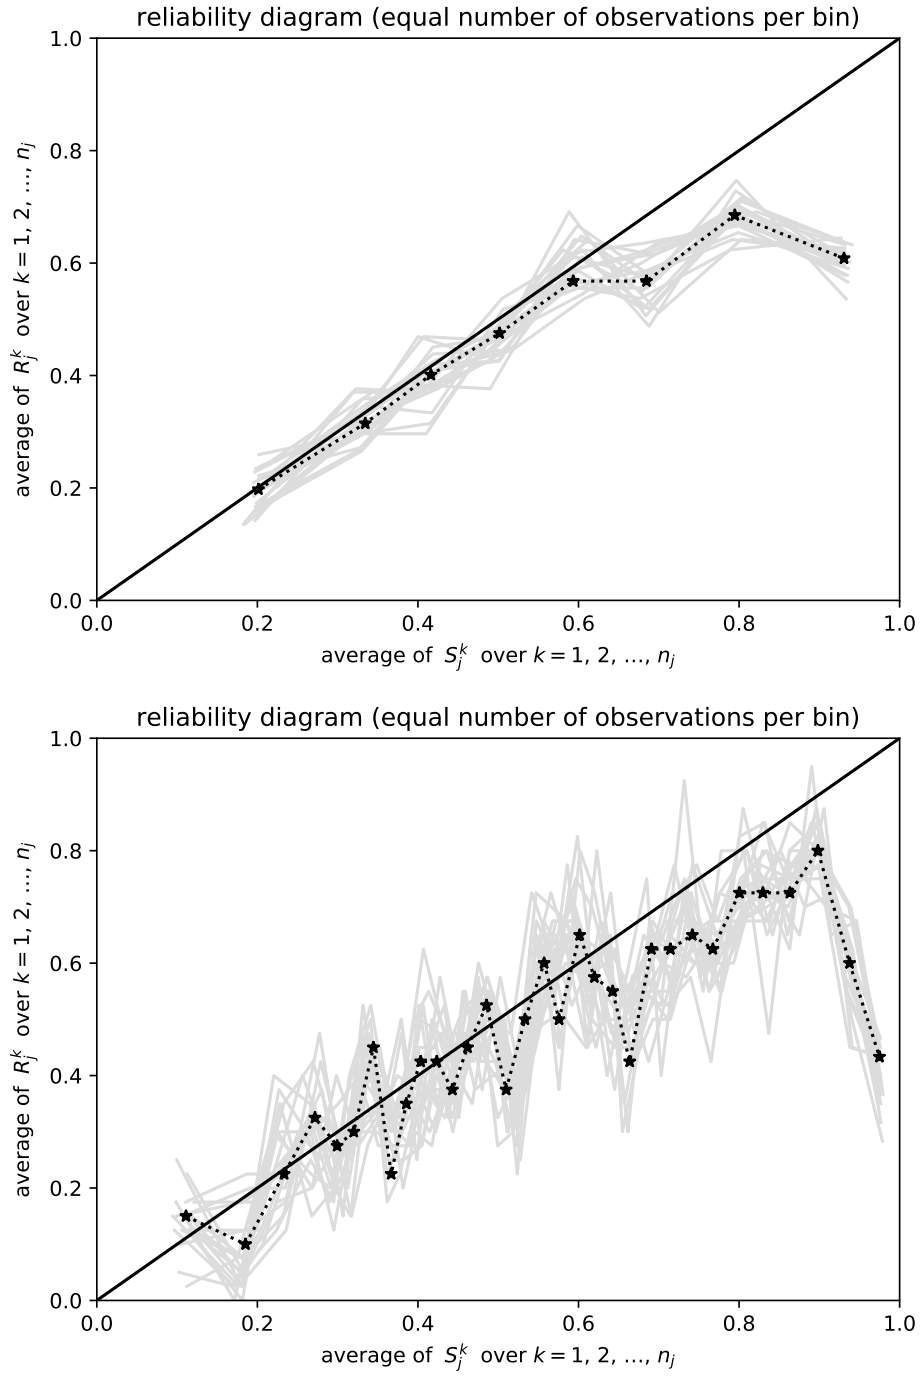 reliability diagram (equal number of observations per bin)
1.0
0.8
0.6
0.4
0.2
0.0
average of R_j^k over k = 1, 2, ..., n_j
0.0 0.2 0.4 0.6 0.8 1.0
average of S_j^k over k = 1, 2, ..., n_j
reliability diagram (equal number of observations per bin)
1.0
0.8
0.6
0.4
0.2
0.0
average of R_j^k over k = 1, 2, ..., n_j
0.0 0.2 0.4 0.6 0.8 1.0
average of S_j^k over k = 1, 2, ..., n_j